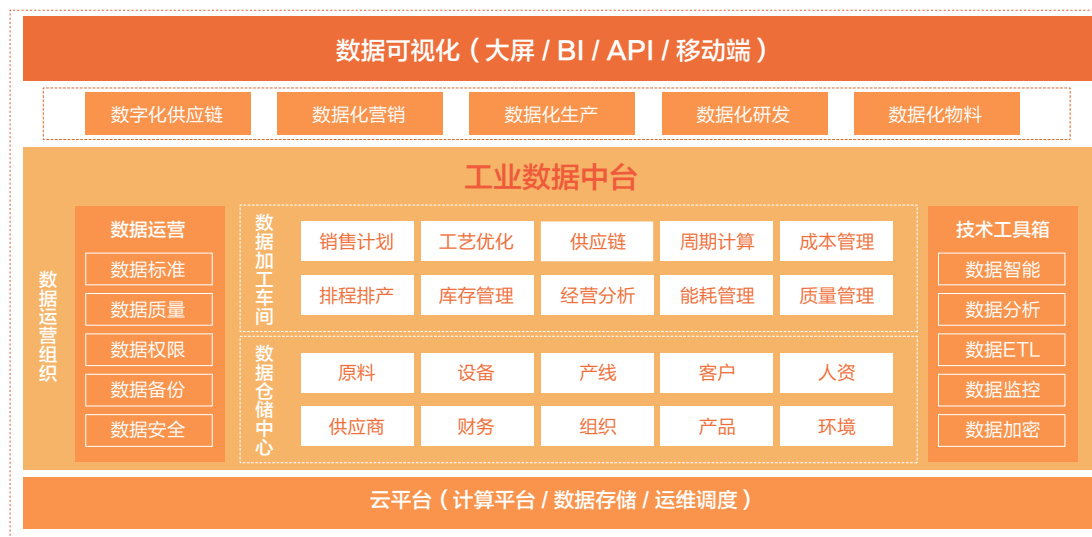 数据可视化（大屏 / BI / API / 移动端）
数字化供应链
数据化营销
数据化生产
数据化研发
数据化物料
工业数据中台
数据运营组织
数据运营
数据标准
数据质量
数据权限
数据备份
数据安全
数据加工车间
销售计划
工艺优化
供应链
周期计算
成本管理
排程排产
库存管理
经营分析
能耗管理
质量管理
数据仓储中心
原料
设备
产线
客户
人资
供应商
财务
组织
产品
环境
技术工具箱
数据智能
数据分析
数据ETL
数据监控
数据加密
云平台（计算平台 / 数据存储 / 运维调度）